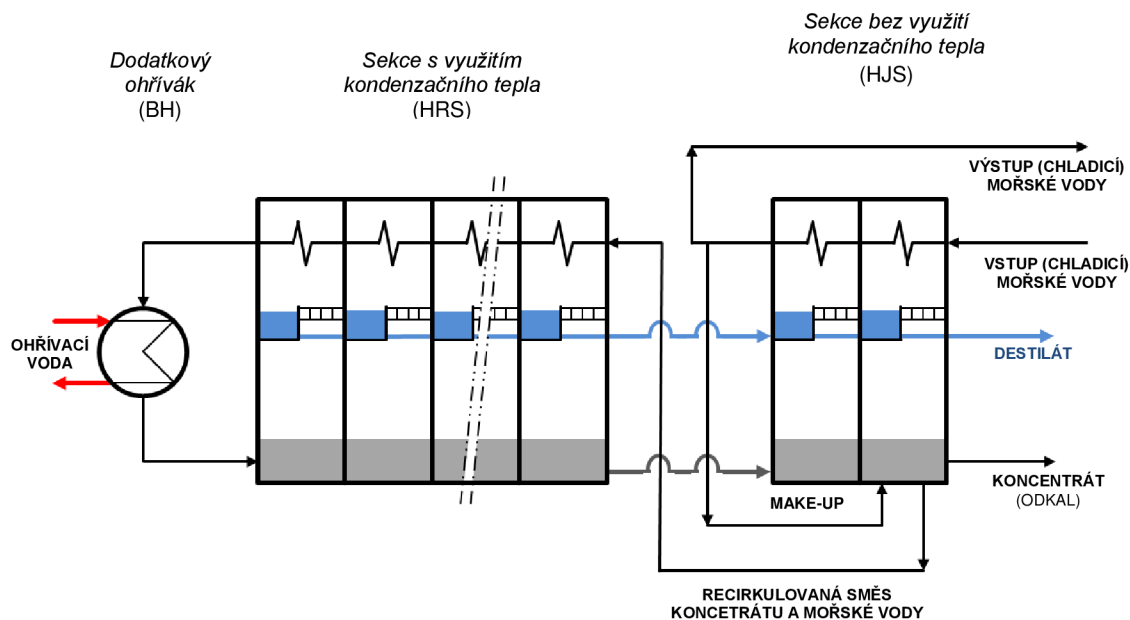 Dodatkový
ohřívák
(BH)
Sekce s využitím
kondenzačního tepla
(HRS)
Sekce bez využití
kondenzačního tepla
(HJS)
VÝSTUP (CHLADICÍ)
MOŘSKÉ VODY
VSTUP (CHLADICÍ)
MOŘSKÉ VODY
OHŘÍVACÍ
VODA
DESTILÁT
KONCENTRÁT
(ODKAL)
MAKE-UP
RECIRKULOVANÁ SMĚS
KONCETRÁTU A MOŘSKÉ VODY